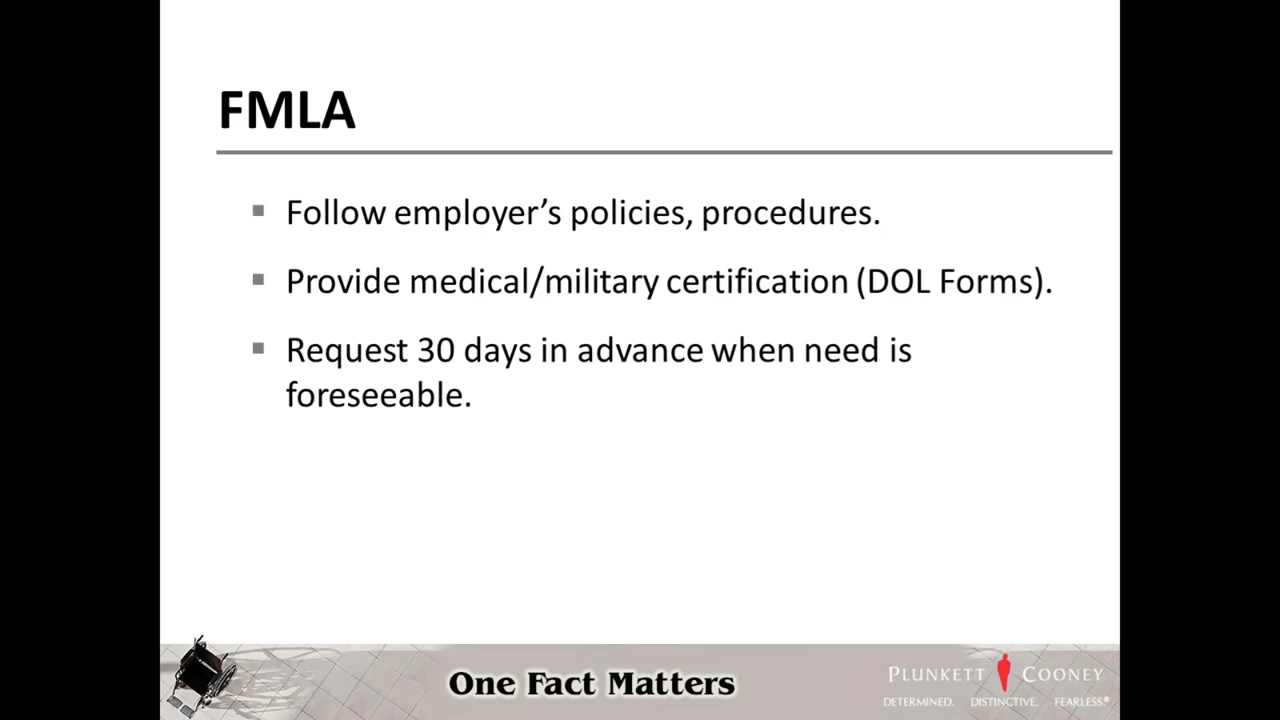 FMLA
Follow employer’s policies, procedures.
Provide medical/military certification (DOL Forms).
Request 30 days in advance when need is
foreseeable.
One Fact Matters
PLUNKETT COONEY
DETERMINED. DISTINCTIVE. FEARLESS.®